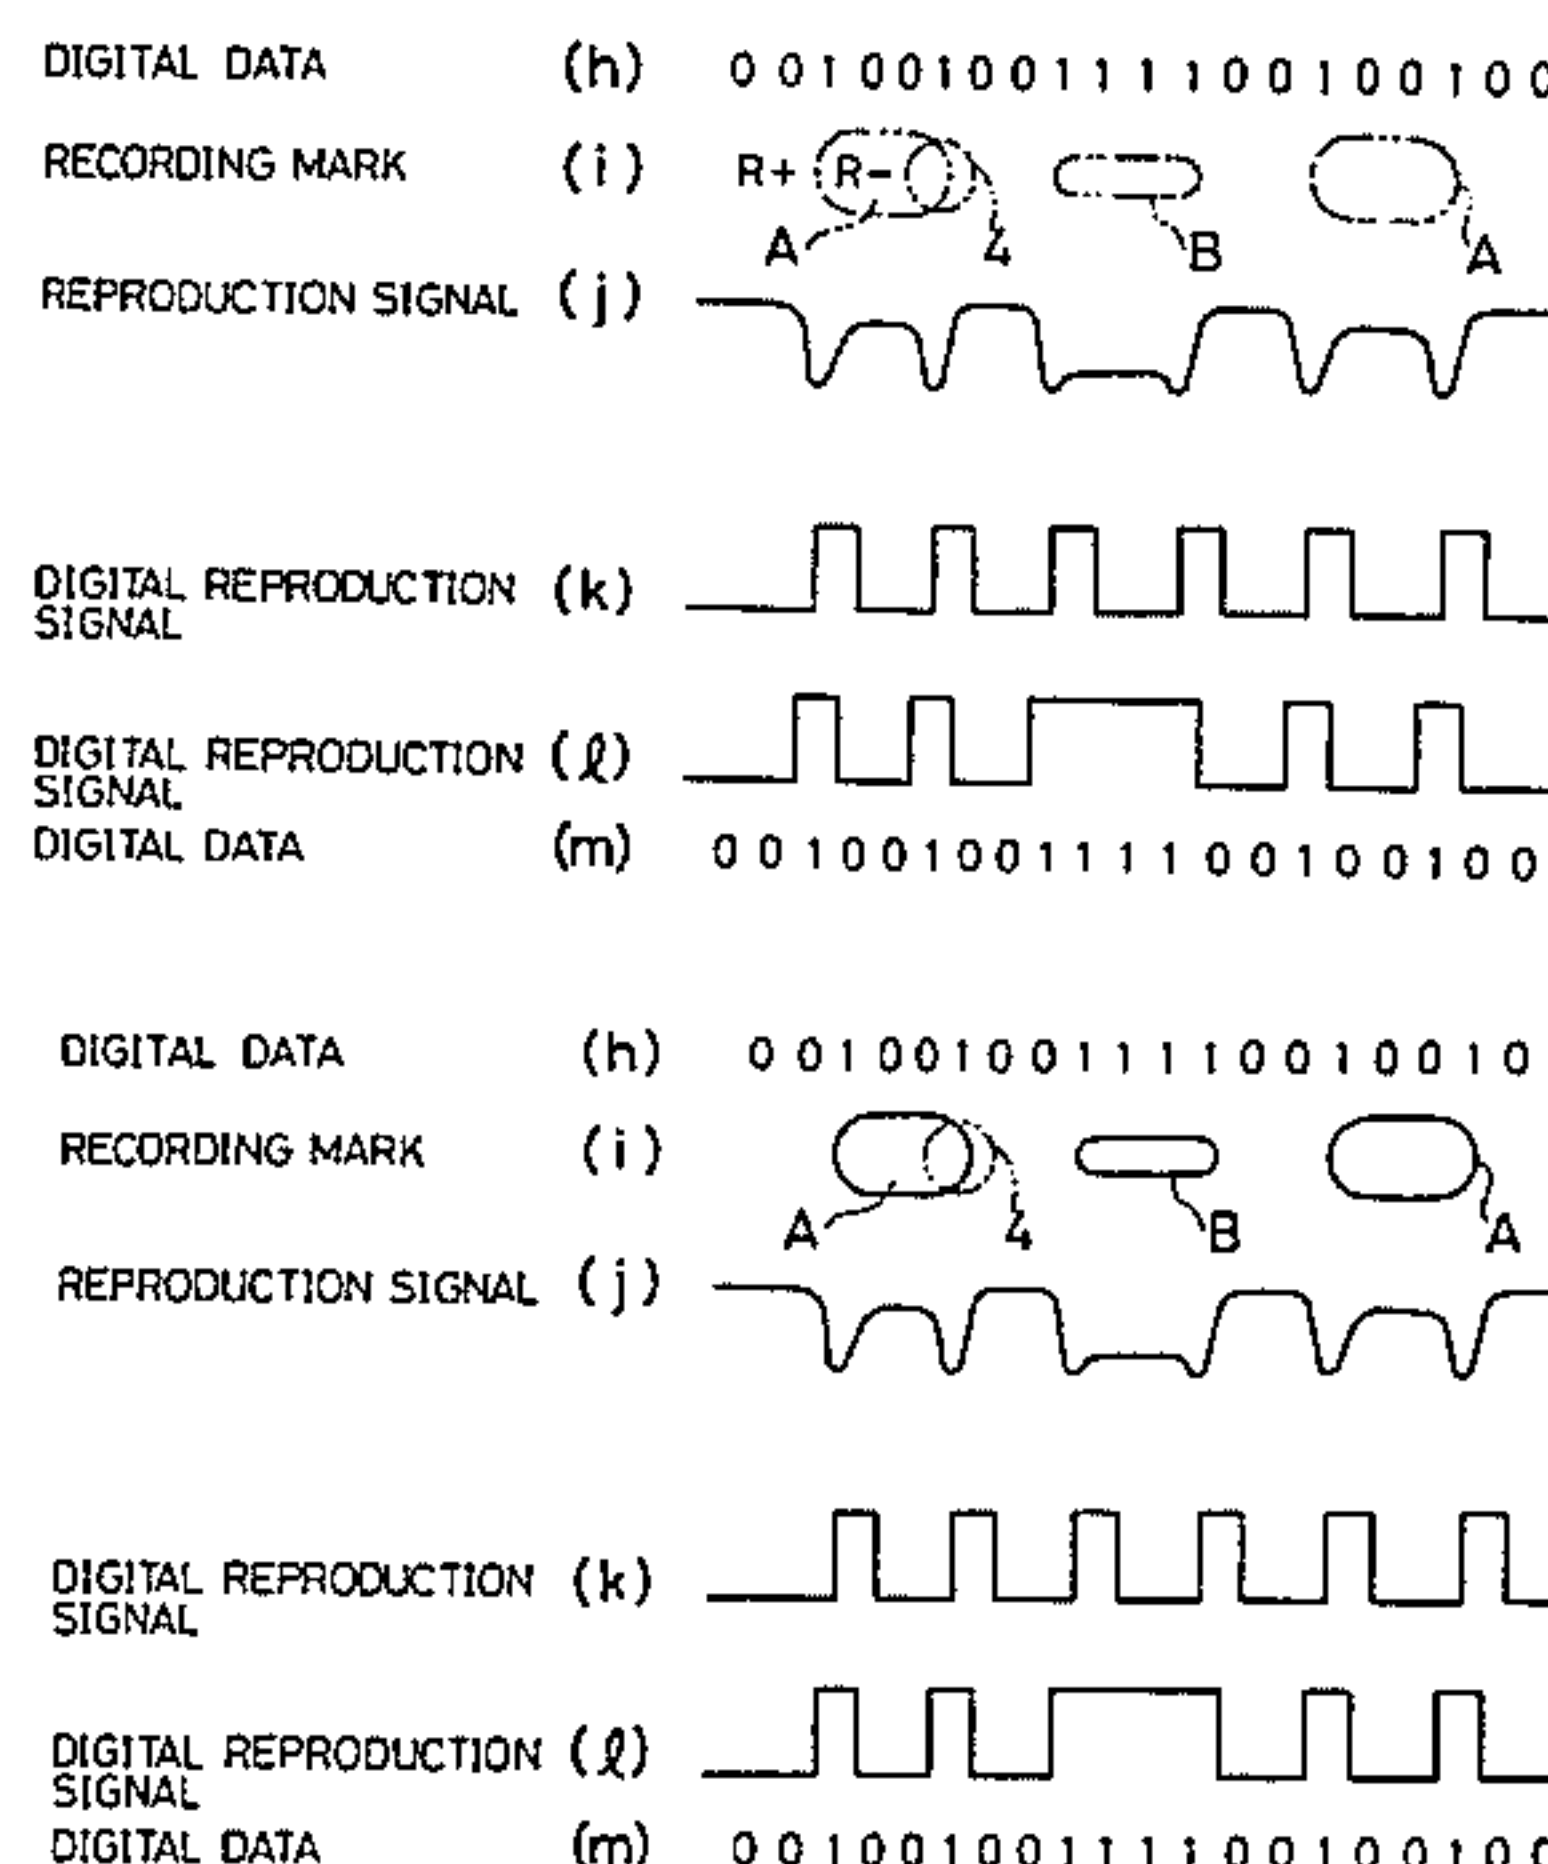 DIGITAL DATA (h) 0 0 1 0 0 1 0 0 1 1 1 1 0 0 1 0 0 1 0 0
RECORDING MARK (i) R+ R-
A 4 B A
REPRODUCTION SIGNAL (j)
DIGITAL REPRODUCTION (k)
SIGNAL
DIGITAL REPRODUCTION (ℓ)
SIGNAL
DIGITAL DATA (m) 0 0 1 0 0 1 0 0 1 1 1 1 0 0 1 0 0 1 0 0
DIGITAL DATA (h) 0 0 1 0 0 1 0 0 1 1 1 1 0 0 1 0 0 1 0
RECORDING MARK (i)
A 4 B A
REPRODUCTION SIGNAL (j)
DIGITAL REPRODUCTION (k)
SIGNAL
DIGITAL REPRODUCTION (ℓ)
SIGNAL
DIGITAL DATA (m) 0 0 1 0 0 1 0 0 1 1 1 1 0 0 1 0 0 1 0 0